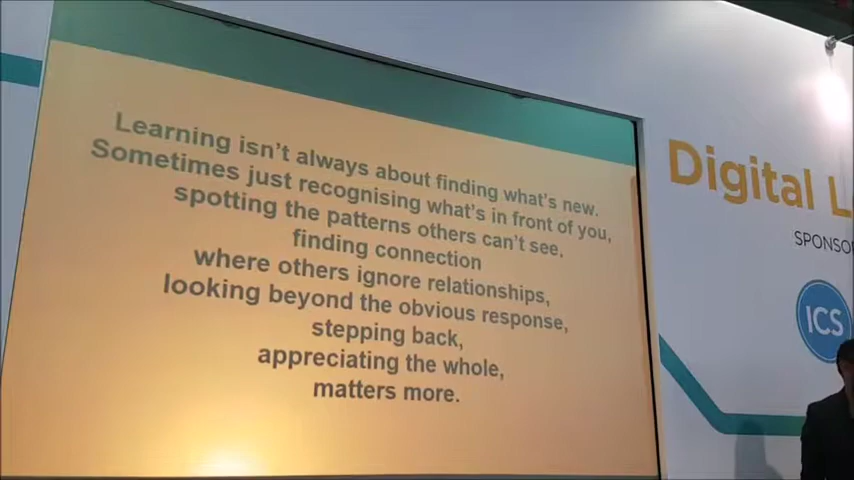 Learning isn't always about finding what's new.
Sometimes just recognising what's in front of you,
spotting the patterns others can't see,
finding connection
where others ignore relationships,
looking beyond the obvious response,
stepping back,
appreciating the whole,
matters more.
Digital L
SPONSO
ICS